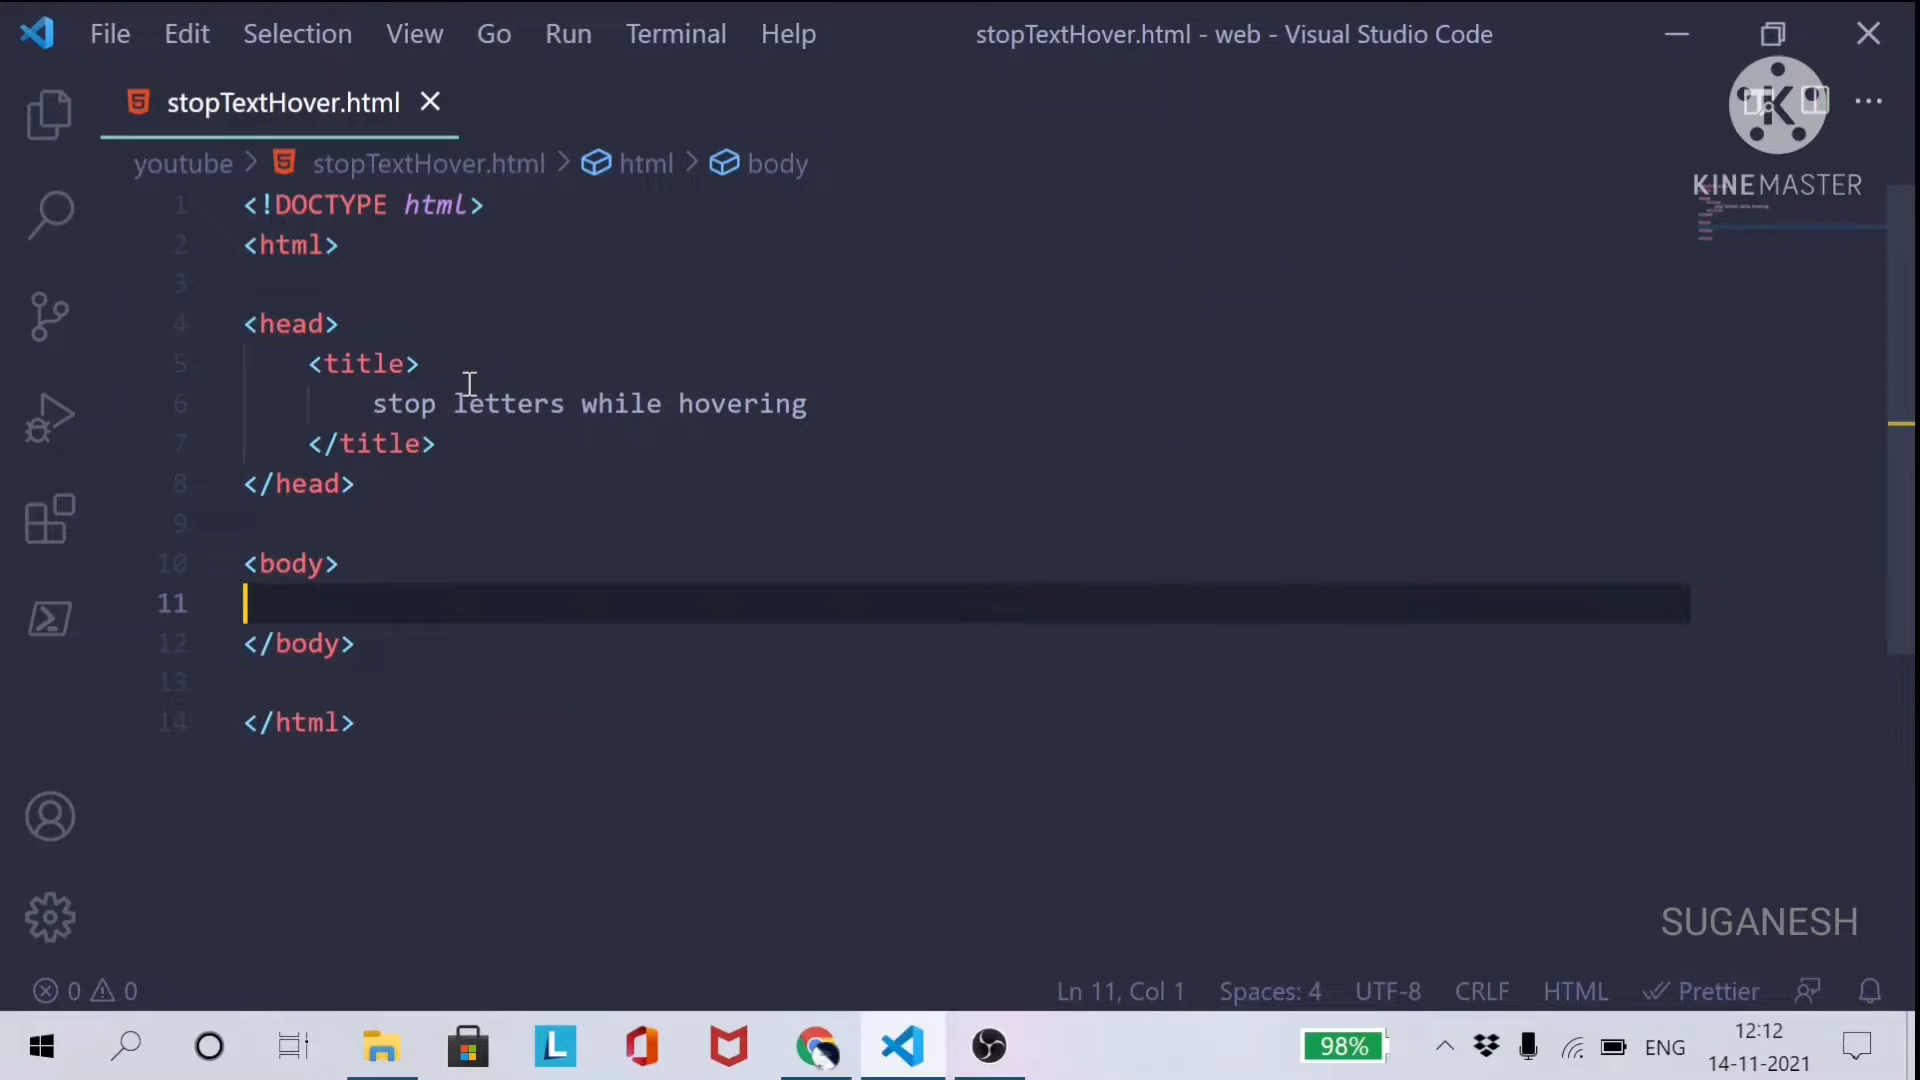 File Edit Selection View Go Run Terminal Help stopTextHover.html - web - Visual Studio Code
stopTextHover.html
youtube > stopTextHover.html > html > body
KINEMASTER
1 <!DOCTYPE html>
2 <html>
3
4 <head>
5 <title>
6 stop letters while hovering
7 </title>
8 </head>
9
10 <body>
11
12 </body>
13
14 </html>
SUGANESH
0 0 Ln 11, Col 1 Spaces: 4 UTF-8 CRLF HTML Prettier
98% ENG 12:12
14-11-2021